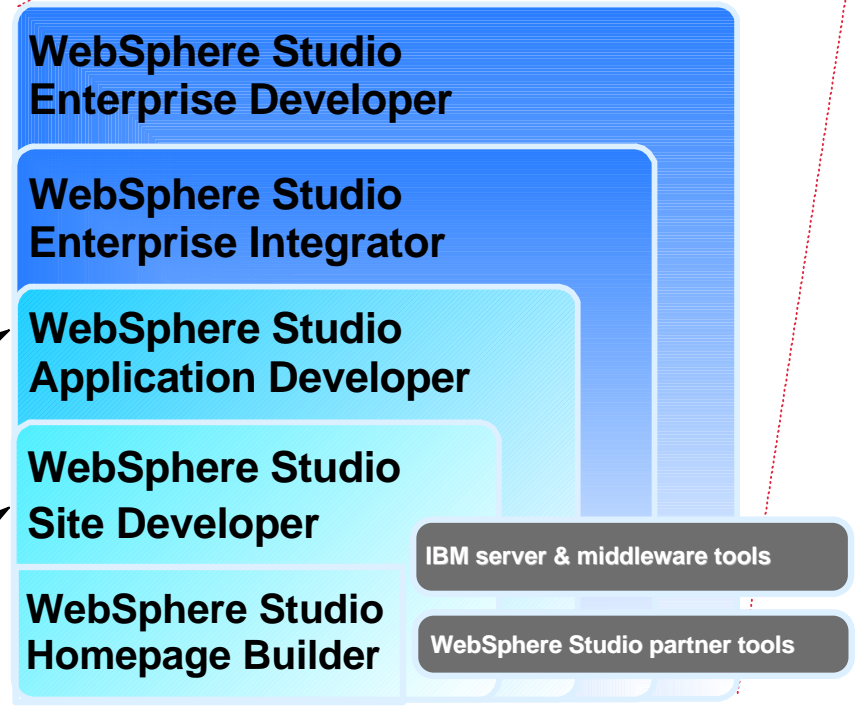 WebSphere Studio
Enterprise Developer
WebSphere Studio
Enterprise Integrator
WebSphere Studio
Application Developer
WebSphere Studio
Site Developer
IBM server & middleware tools
WebSphere Studio
Homepage Builder
WebSphere Studio partner tools